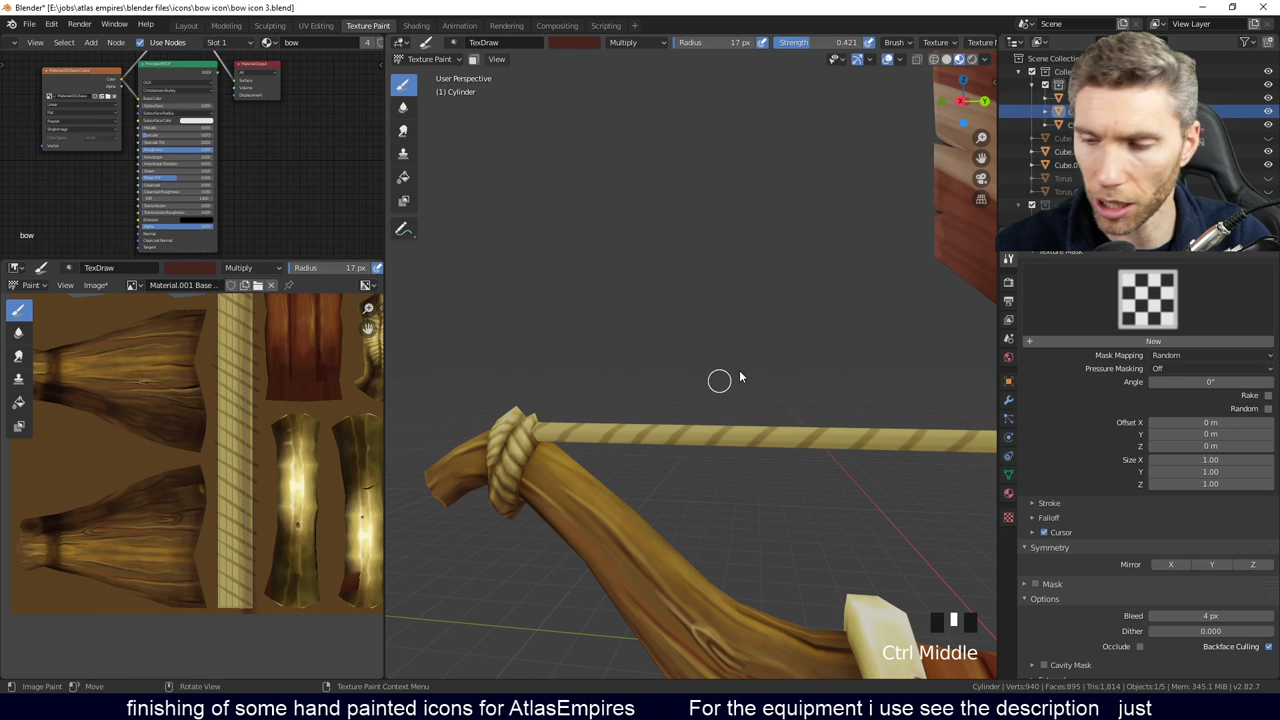 Blender* [E:\jobs\atlas empires\blender files\icons\bow icon\bow icon 3.blend]
File Edit Render Window Help Layout Modeling Sculpting UV Editing Texture Paint Shading Animation Rendering Compositing Scripting Scene View Layer
View Select Add Node Use Nodes Slot 1 bow 4 TexDraw Multiply Radius 17 px Strength 0.421 Brush Texture
Texture Paint View
User Perspective
(1) Cylinder
Scene Collection
Cube
Cube.
Cube.0
Torus
Torus
bow
TexDraw Multiply Radius 17 px
Paint View Image* Material.001 Base ..
New
Mask Mapping Random
Pressure Masking Off
Angle 0°
Rake
Random
Offset X 0 m
Y 0 m
Z 0 m
Size X 1.00
Y 1.00
Z 1.00
Stroke
Falloff
Cursor
Symmetry
Mirror X Y Z
Mask
Options
Bleed 4 px
Dither 0.000
Occlude Backface Culling
Cavity Mask
Ctrl Middle
Image Paint Move Rotate View Texture Paint Context Menu Cylinder | Verts:940 | Faces:895 | Tris:1,814 | Objects:1/5 | Mem: 345.1 MiB | v2.82.7
finishing of some hand painted icons for AtlasEmpires For the equipment i use see the description just